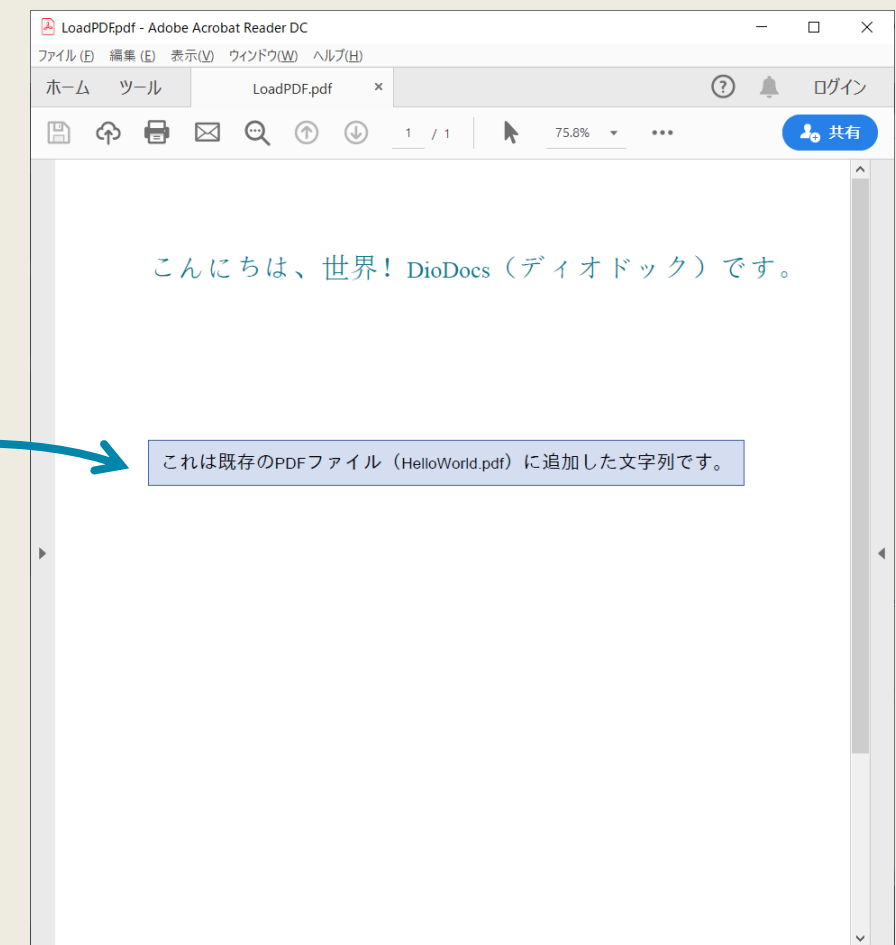 LoadPDF.pdf - Adobe Acrobat Reader DC
ファイル (F) 編集 (E) 表示(V) ウィンドウ(W) ヘルプ(H)
ホーム ツール LoadPDF.pdf × ? ログイン
1 / 1 75.8% 共有
こんにちは、世界！DioDocs（ディオドック）です。
これは既存のPDFファイル（HelloWorld.pdf）に追加した文字列です。